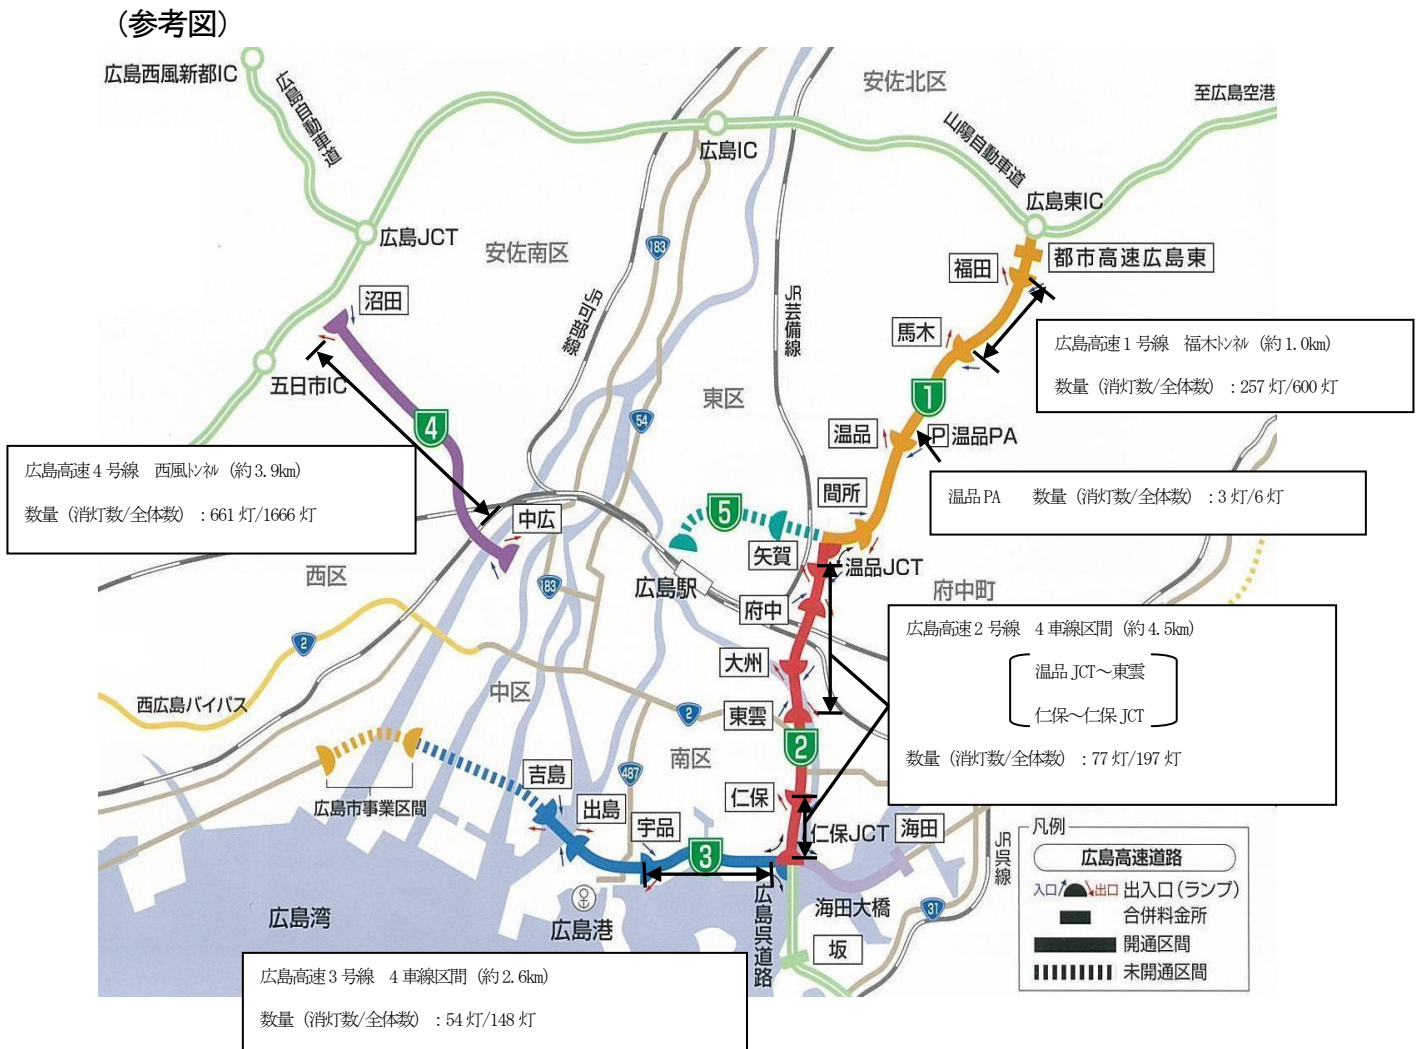 （参考図）
広島西風新都IC
広島自動車道
安佐北区
至広島空港
山陽自動車道
広島IC
広島東IC
広島JCT
安佐南区
183
福田
都市高速広島東
沼田
JR可部線
JR芸備線
馬木
広島高速１号線　福木トンネル（約1.0km）
数量（消灯数/全体数）：257灯/600灯
五日市IC
東区
1
4
54
温品
P 温品PA
広島高速４号線　西風トンネル（約3.9km）
数量（消灯数/全体数）：661灯/1666灯
間所
温品PA　数量（消灯数/全体数）：3灯/6灯
5
中広
矢賀
温品JCT
西区
183
広島駅
府中
府中町
2
広島高速２号線　４車線区間（約4.5km）
温品JCT～東雲
仁保～仁保JCT
数量（消灯数/全体数）：77灯/197灯
大州
西広島バイパス
中区
東雲
2
2
南区
487
吉島
仁保
広島市事業区間
出島
宇品
仁保JCT
海田
JR呉線
3
凡例
広島高速道路
入口 出口 出入口（ランプ）
合併料金所
開通区間
未開通区間
広島湾
広島港
広島呉道路
海田大橋
31
坂
広島高速３号線　４車線区間（約2.6km）
数量（消灯数/全体数）：54灯/148灯